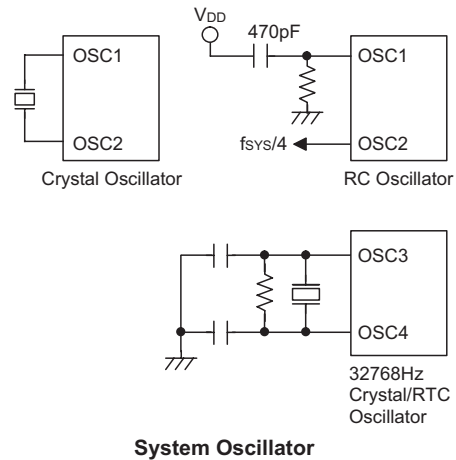 VDD
470pF
OSC1
OSC2
Crystal Oscillator
OSC1
fSYS/4
OSC2
RC Oscillator
OSC3
OSC4
32768Hz
Crystal/RTC
Oscillator
System Oscillator